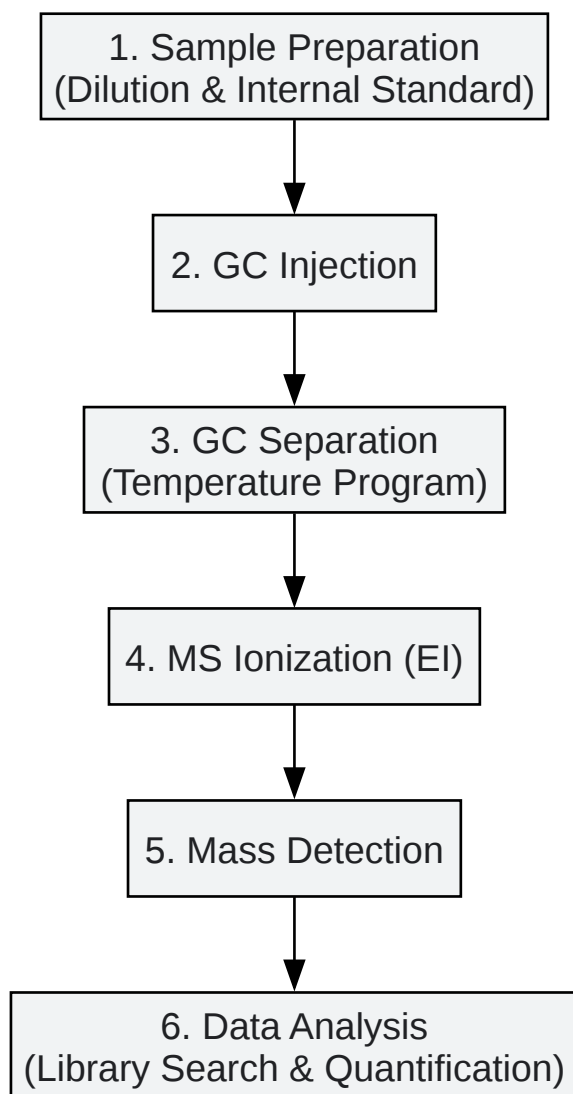 1. Sample Preparation
(Dilution & Internal Standard)
2. GC Injection
3. GC Separation
(Temperature Program)
4. MS Ionization (EI)
5. Mass Detection
6. Data Analysis
(Library Search & Quantification)